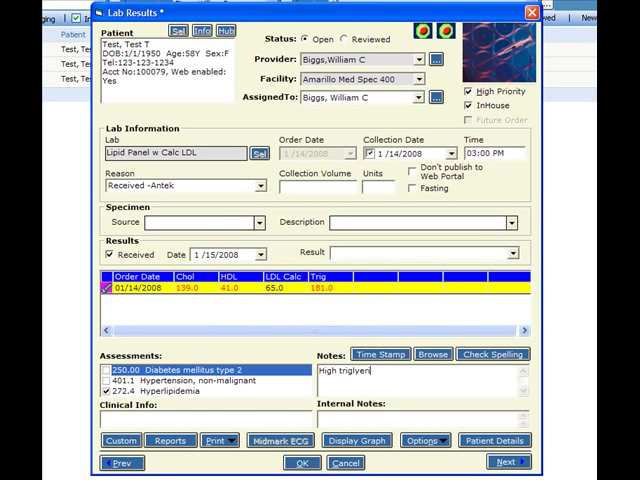 Lab Results *
ging
Patient
Test, Test
Test, Test
Test, Test
ewed
New
Patient
Sel
Info
Hub
Test, Test T
DOB:1/1/1950 Age:58Y Sex:F
Tel:123-123-1234
Acct No:100079, Web enabled:
Yes
Status: Open Reviewed
Provider: Biggs,William C ...
Facility: Amarillo Med Spec 400
AssignedTo: Biggs, William C ...
High Priority
InHouse
Future Order
Lab Information
Lab
Lipid Panel w Calc LDL Sel
Order Date
1 /14/2008
Collection Date
1 /14/2008
Time
03:00 PM
Reason
Received -Antek
Collection Volume
Units
Don't publish to
Web Portal
Fasting
Specimen
Source
Description
Results
Received Date 1 /15/2008
Result
Order Date Chol HDL LDL Calc Trig
01/14/2008 139.0 41.0 65.0 181.0
Assessments:
250.00 Diabetes mellitus type 2
401.1 Hypertension, non-malignant
272.4 Hyperlipidemia
Notes: Time Stamp Browse Check Spelling
High triglyeri
Clinical Info:
Internal Notes:
Custom Reports Print Midmark ECG Display Graph Options Patient Details
Prev OK Cancel Next